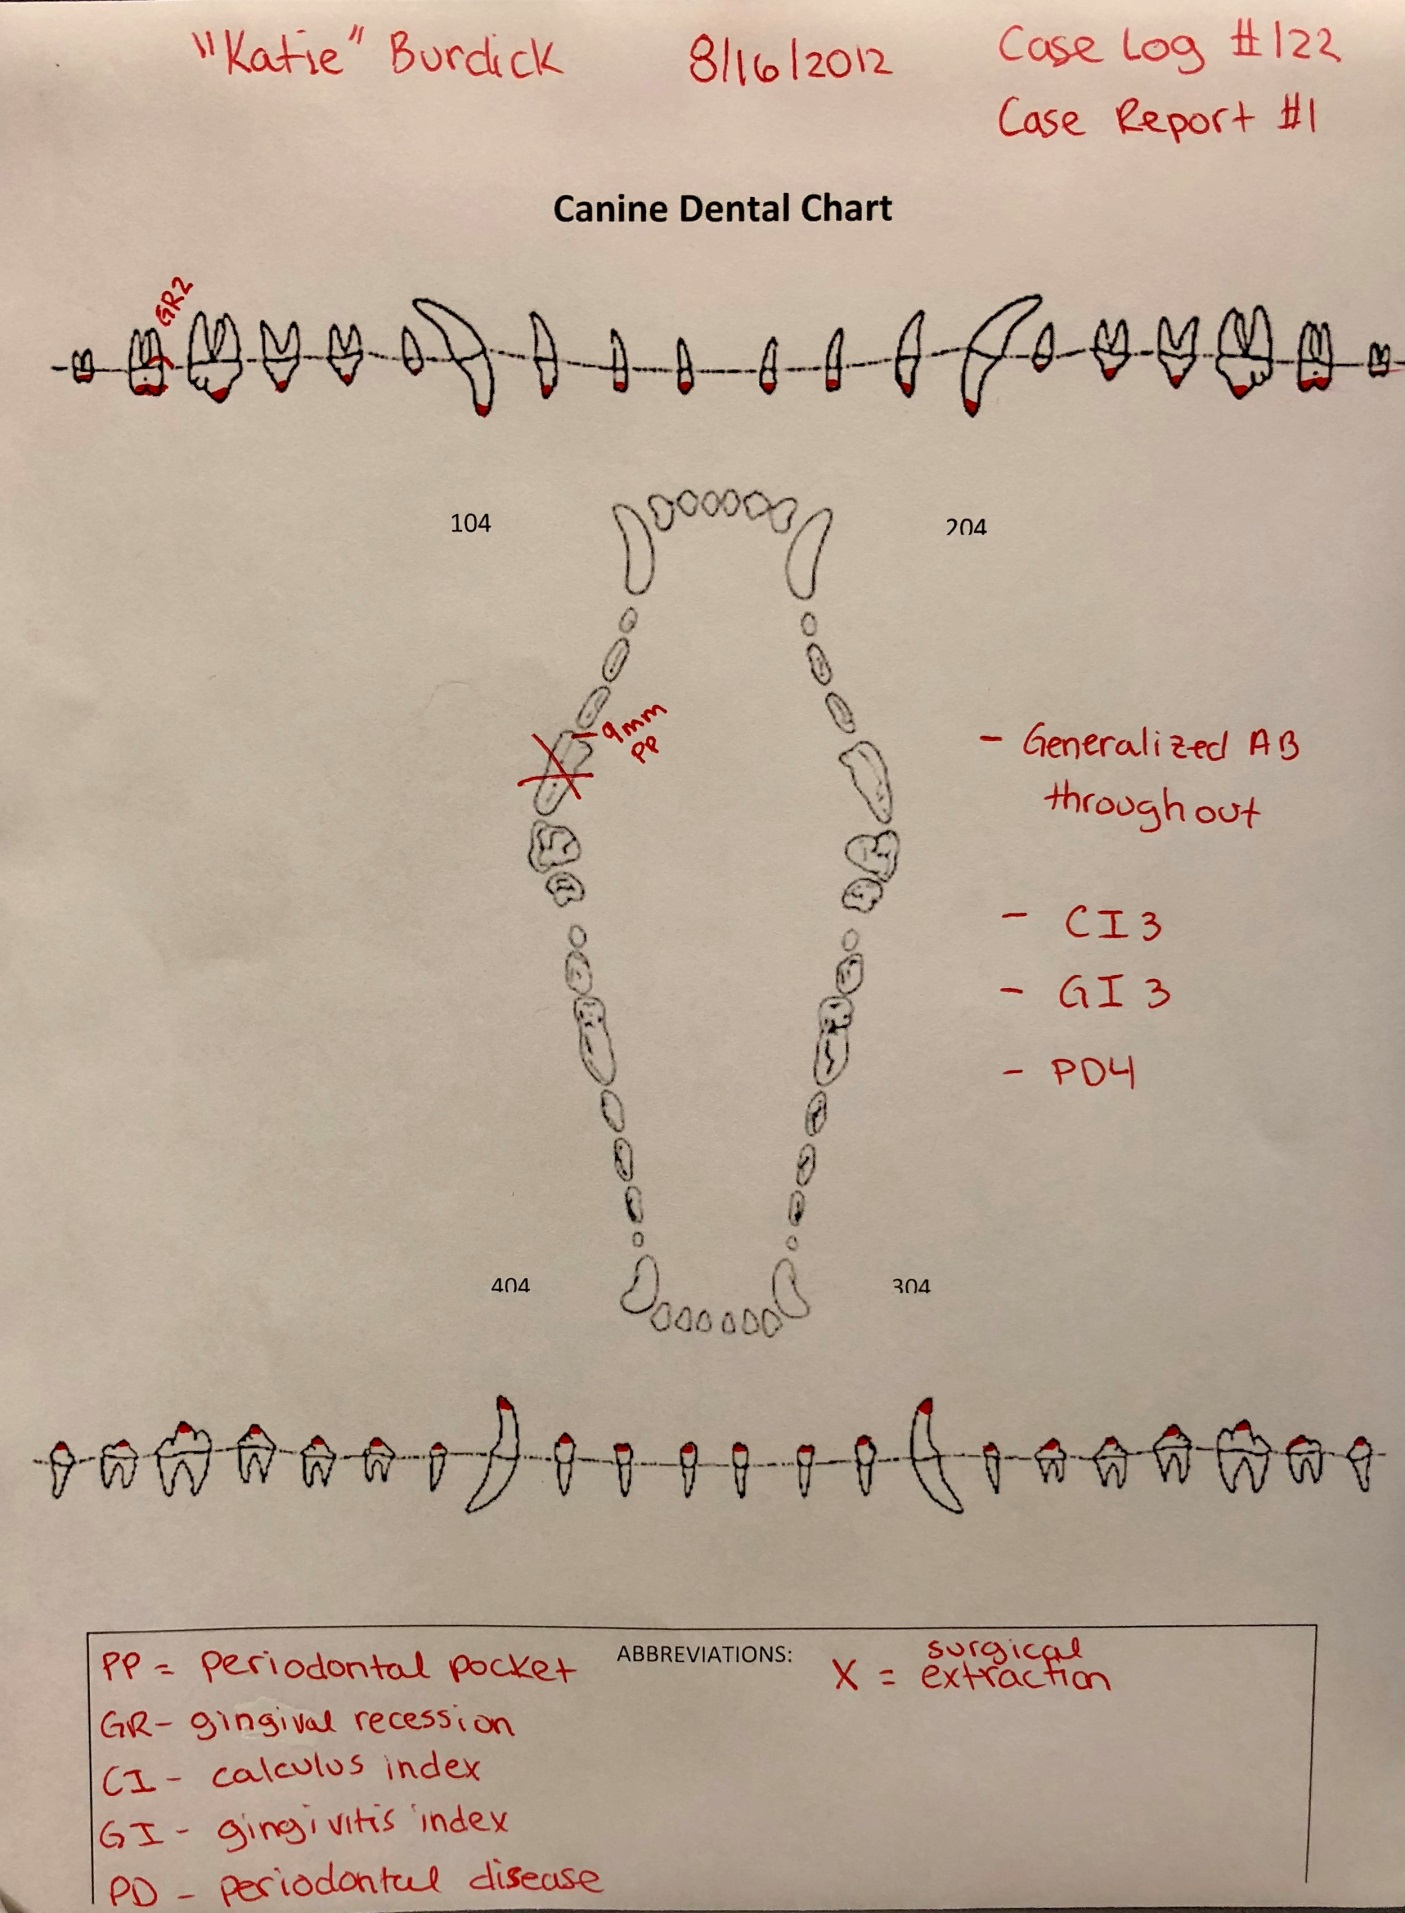 "Katie" Burdick 8/16/2012 Case Log #122
Case Report #1
Canine Dental Chart
GR2
104 204
9mm
PP
- Generalized AB
throughout
- CI 3
- GI 3
- PD4
404 304
ABBREVIATIONS:
PP = periodontal pocket
GR- gingival recession
CI - calculus index
GI - gingivitis index
PD - periodontal disease
X = surgical
extraction